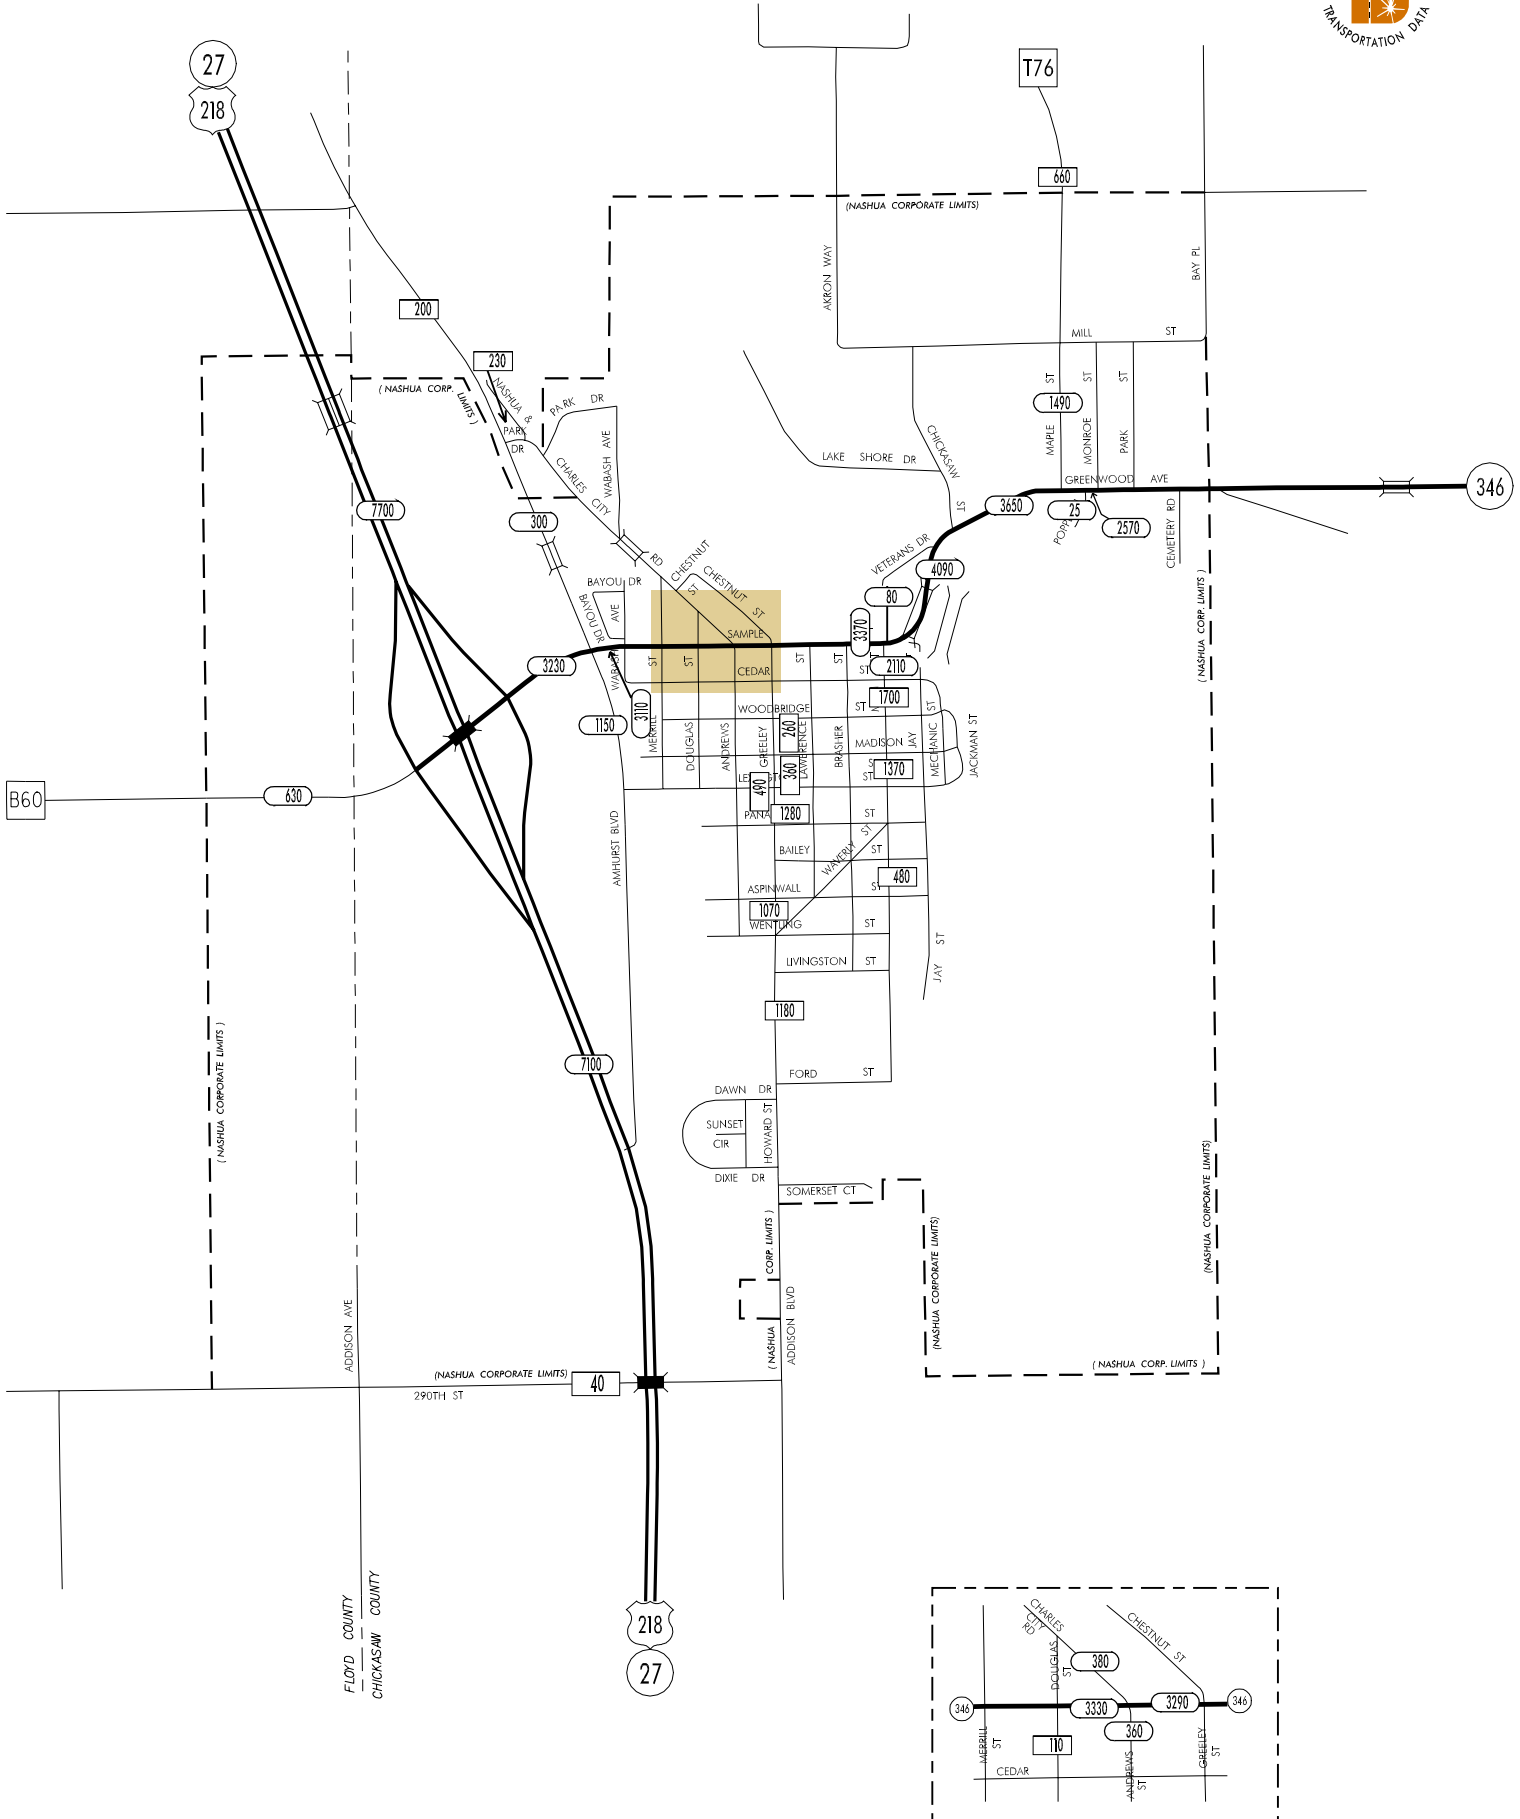 TRANSPORTATION DATA
27
218
T76
660
(NASHUA CORPORATE LIMITS)
AKRON WAY
BAY PL
200
MILL ST
230
NASHUA &
PARK DR
( NASHUA CORP. LIMITS )
PARK DR
WABASH AVE
CHARLES CITY RD
CHICKASAW ST
LAKE SHORE DR
1490
MAPLE ST
MONROE ST
PARK ST
GREENWOOD AVE
346
7700
300
3650
25
2570
CEMETERY RD
VETERANS DR
4090
CHESTNUT ST
CHESTNUT ST
BAYOU DR
BAYOU DR
WABASH AVE
80
(NASHUA CORP. LIMITS )
SAMPLE
3370
3230
CEDAR ST
2110
3110
1150
1700
WOODBRIDGE ST
260
MERRILL ST
DOUGLAS ST
ANDREWS
GREELEY
LAWERENCE ST
BRASHER ST
MADISON
JAY
MECHANIC ST
JACKMAN ST
360
1370
490
ST
B60
630
1280
ST
AMHURST BLVD
BAILEY ST
WAVERLY ST
480
ASPINWALL ST
1070
WENTUNG ST
LIVINGSTON ST
JAY ST
1180
(NASHUA CORPORATE LIMITS )
7100
FORD ST
DAWN DR
SUNSET CIR
HOWARD ST
DIXIE DR
SOMERSET CT
(NASHUA CORPORATE LIMITS)
(NASHUA CORPORATE LIMITS)
( NASHUA CORP. LIMITS )
ADDISON BLVD
ADDISON AVE
(NASHUA CORPORATE LIMITS)
40
290TH ST
( NASHUA CORP. LIMITS )
FLOYD COUNTY
CHICKASAW COUNTY
218
27
CHARLES CITY RD
CHESTNUT ST
DOUGLAS ST
380
346
3330
3290
346
360
110
MERRILL ST
ANDREWS ST
GREELEY ST
CEDAR